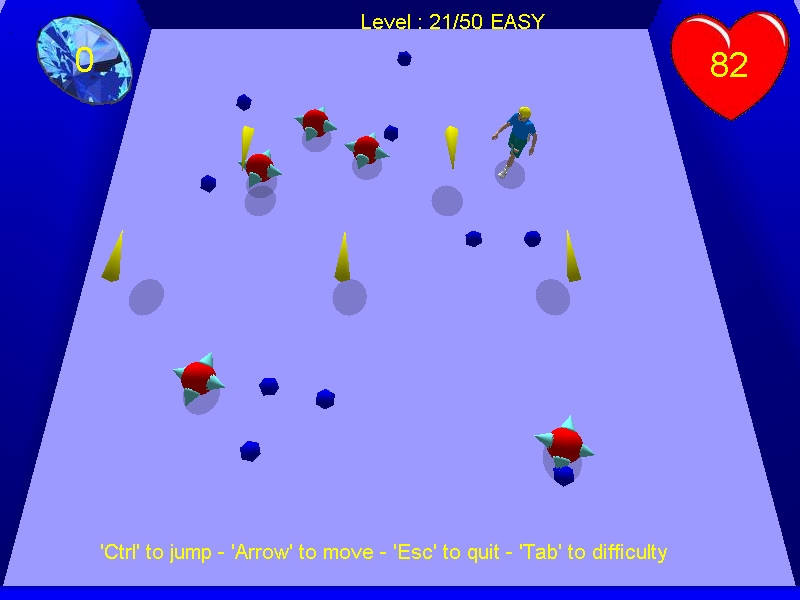 Level : 21/50 EASY
0
82
'Ctrl' to jump - 'Arrow' to move - 'Esc' to quit - 'Tab' to difficulty